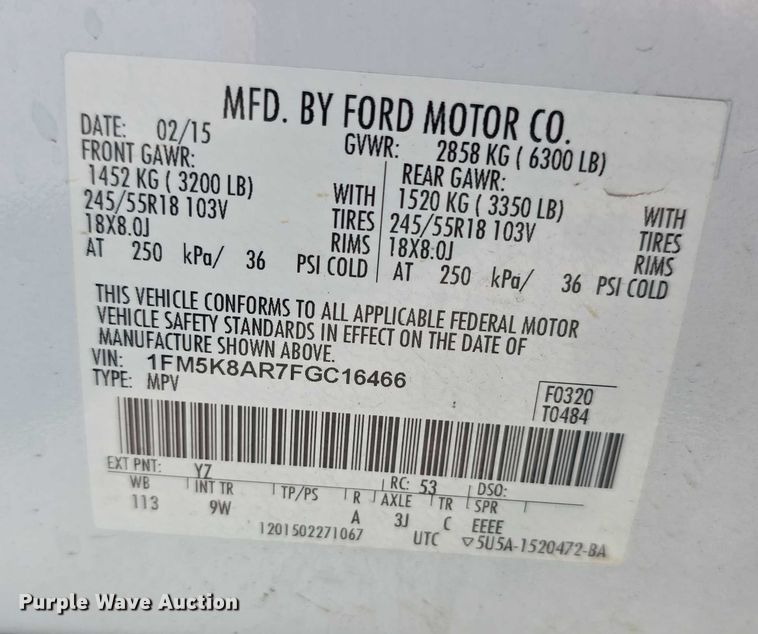 MFD. BY FORD MOTOR CO.
DATE: 02/15 GVWR: 2858 KG ( 6300 LB)
FRONT GAWR: REAR GAWR:
1452 KG ( 3200 LB) WITH 1520 KG ( 3350 LB) WITH
245/55R18 103V TIRES 245/55R18 103V TIRES
18X8.0J RIMS 18X8.0J RIMS
AT 250 kPa/ 36 PSI COLD AT 250 kPa/ 36 PSI COLD
THIS VEHICLE CONFORMS TO ALL APPLICABLE FEDERAL MOTOR
VEHICLE SAFETY STANDARDS IN EFFECT ON THE DATE OF
MANUFACTURE SHOWN ABOVE.
VIN: 1FM5K8AR7FGC16466
TYPE: MPV
F0320
T0484
EXT PNT: YZ RC: 53 DSO:
WB INT TR TP/PS R AXLE TR SPR
113 9W A 3J C EEEE
1201502271067 UTC ▽5U5A-1520472-BA
Purple Wave Auction